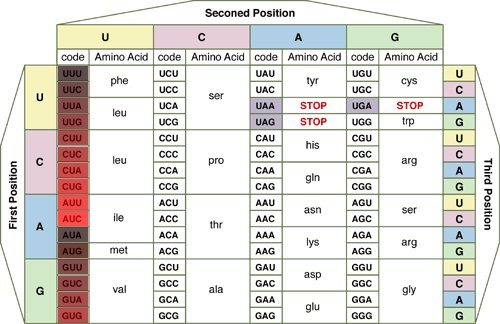 Seconed Position
U C A G
code Amino Acid code Amino Acid code Amino Acid code Amino Acid
First Position
Third Position
U
UUU phe UCU ser UAU tyr UGU cys U
UUC UCC UAC UGC C
UUA leu UCA UAA STOP UGA STOP A
UUG UCG UAG STOP UGG trp G
C
CUU leu CCU pro CAU his CGU arg U
CUC CCC CAC CGC C
CUA CCA CAA gln CGA A
CUG CCG CAG CGG G
A
AUU ile ACU thr AAU asn AGU ser U
AUC ACC AAC AGC C
AUA ACA AAA lys AGA arg A
AUG met ACG AAG AGG G
G
GUU val GCU ala GAU asp GGU gly U
GUC GCC GAC GGC C
GUA GCA GAA glu GGA A
GUG GCG GAG GGG G